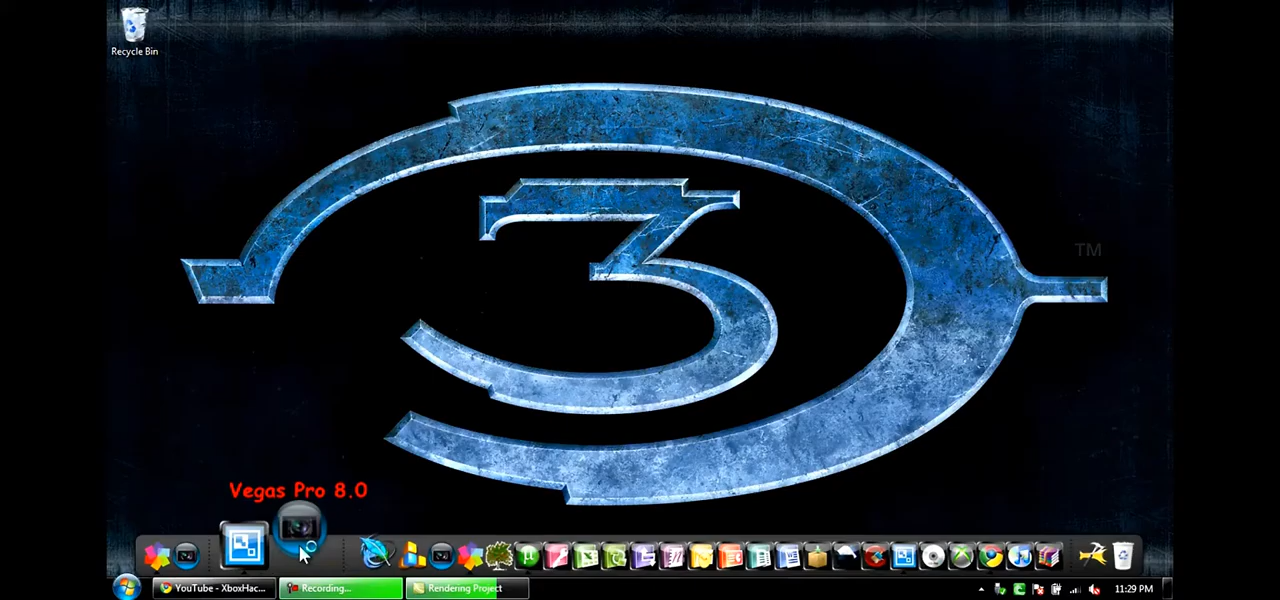 Recycle Bin
3
TM
Vegas Pro 8.0
YouTube - XboxHac...
Recording...
Rendering Project
11:29 PM